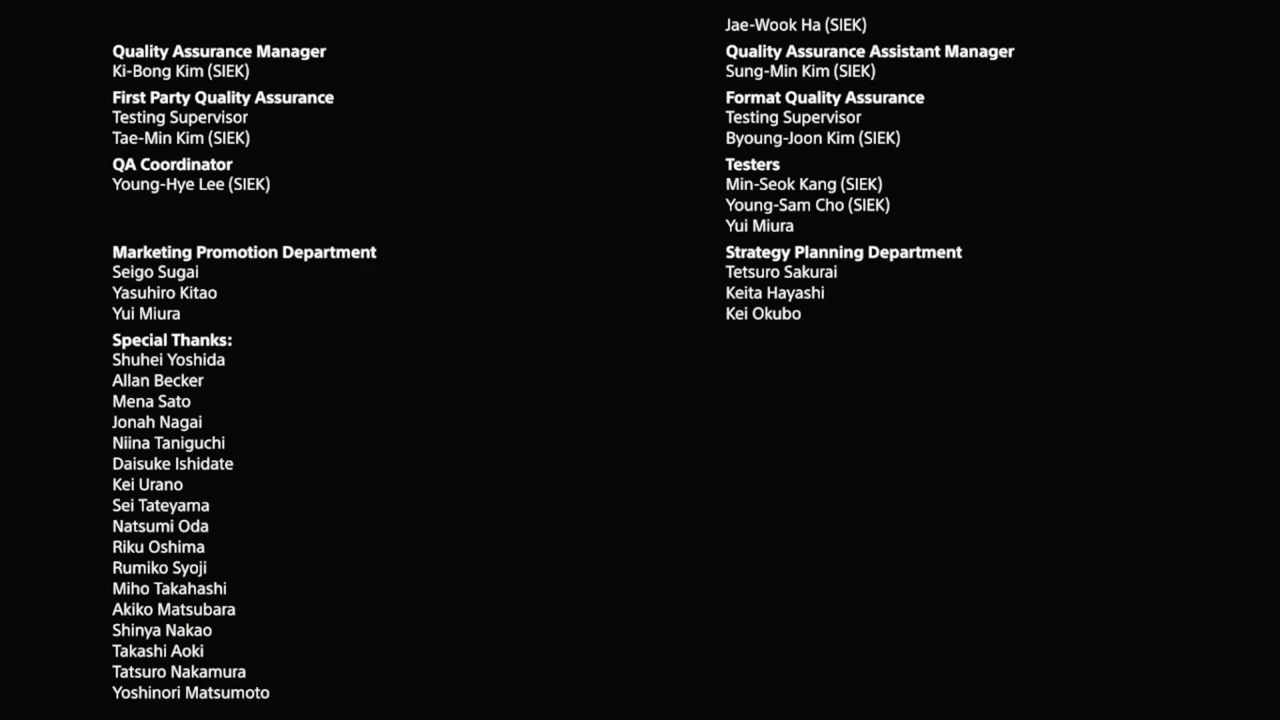 Jae-Wook Ha (SIEK)
Quality Assurance Manager
Ki-Bong Kim (SIEK)
Quality Assurance Assistant Manager
Sung-Min Kim (SIEK)
First Party Quality Assurance
Testing Supervisor
Tae-Min Kim (SIEK)
Format Quality Assurance
Testing Supervisor
Byoung-Joon Kim (SIEK)
QA Coordinator
Young-Hye Lee (SIEK)
Testers
Min-Seok Kang (SIEK)
Young-Sam Cho (SIEK)
Yui Miura
Marketing Promotion Department
Seigo Sugai
Yasuhiro Kitao
Yui Miura
Strategy Planning Department
Tetsuro Sakurai
Keita Hayashi
Kei Okubo
Special Thanks:
Shuhei Yoshida
Allan Becker
Mena Sato
Jonah Nagai
Niina Taniguchi
Daisuke Ishidate
Kei Urano
Sei Tateyama
Natsumi Oda
Riku Oshima
Rumiko Syoji
Miho Takahashi
Akiko Matsubara
Shinya Nakao
Takashi Aoki
Tatsuro Nakamura
Yoshinori Matsumoto